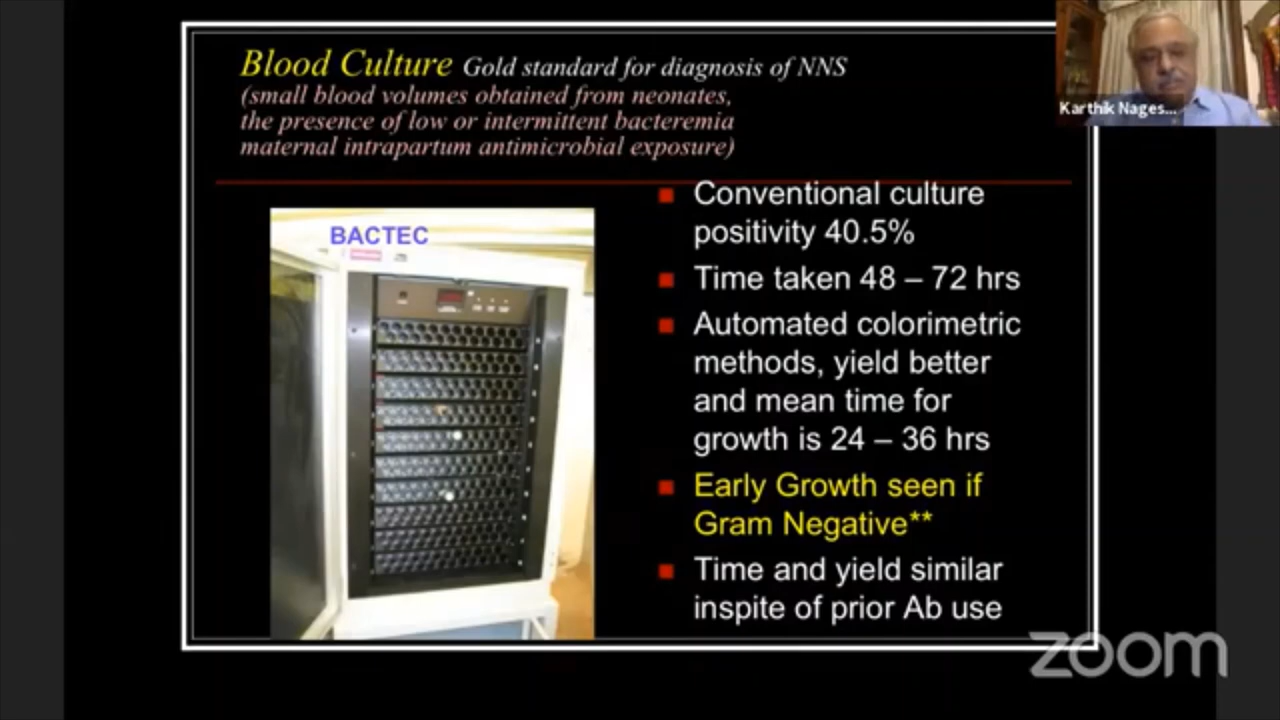 Blood Culture Gold standard for diagnosis of NNS
(small blood volumes obtained from neonates,
the presence of low or intermittent bacteremia
maternal intrapartum antimicrobial exposure)
Karthik Nages...
BACTEC
Conventional culture
positivity 40.5%
Time taken 48 – 72 hrs
Automated colorimetric
methods, yield better
and mean time for
growth is 24 – 36 hrs
Early Growth seen if
Gram Negative**
Time and yield similar
inspite of prior Ab use
zoom